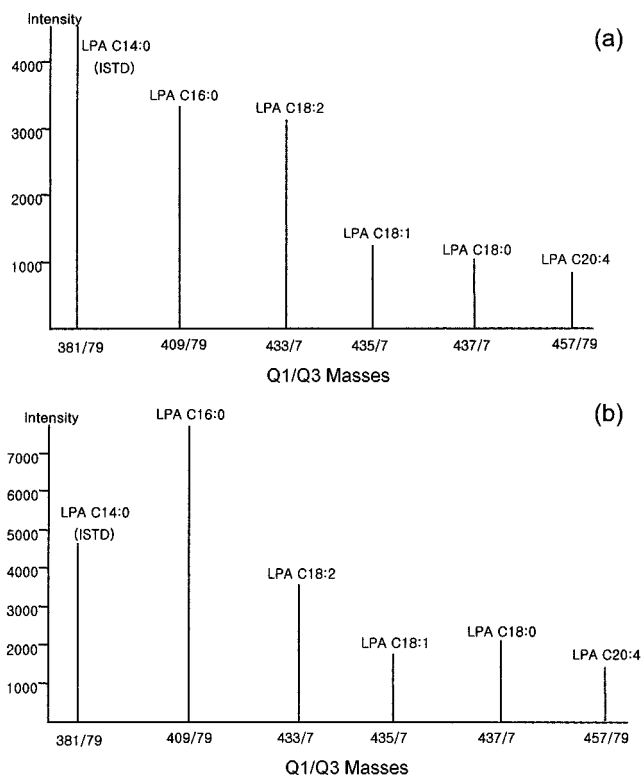 Intensity
(a)
LPA C14:0
(ISTD)
LPA C16:0
LPA C18:2
LPA C18:1
LPA C18:0
LPA C20:4
4000
3000
2000
1000
381/79 409/79 433/7 435/7 437/7 457/79
Q1/Q3 Masses
Intensity
(b)
LPA C16:0
LPA C14:0
(ISTD)
LPA C18:2
LPA C18:1
LPA C18:0
LPA C20:4
7000
6000
5000
4000
3000
2000
1000
381/79 409/79 433/7 435/7 437/7 457/79
Q1/Q3 Masses